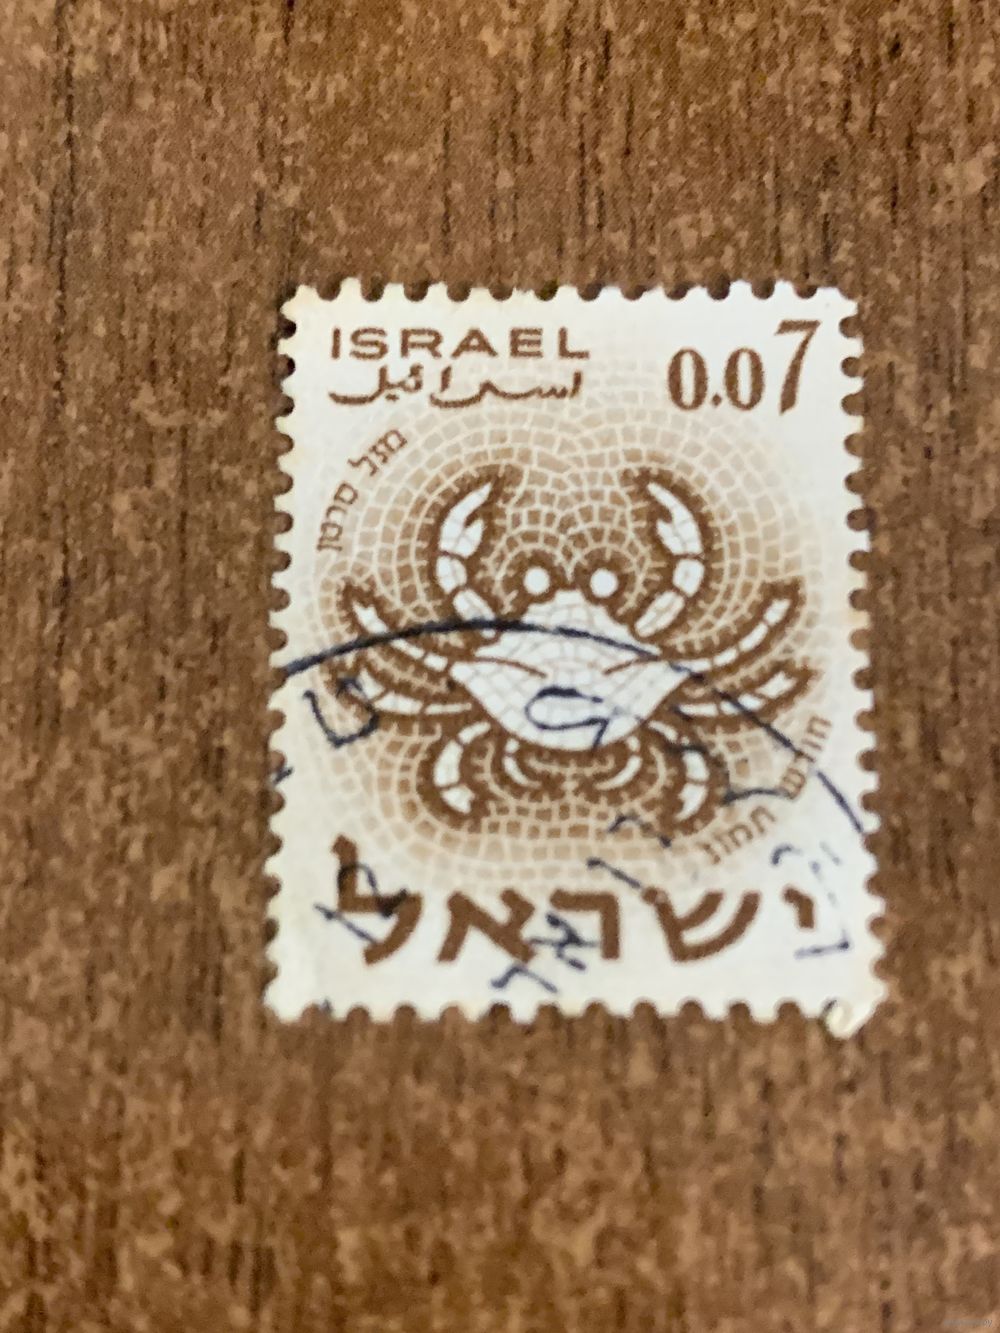 ISRAEL
0.07
اسرائيل
מזל סרטן
חודש תמוז
ישראל